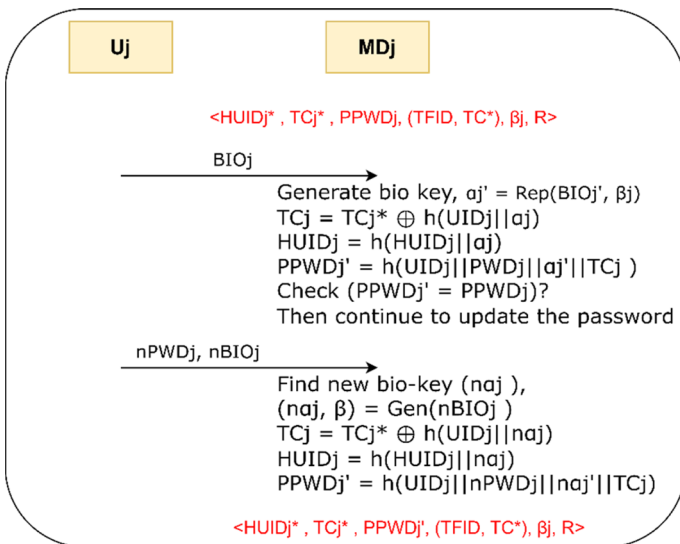 Uj MDj
<HUIDj* , TCj* , PPWDj, (TFID, TC*), βj, R>
BIOj
Generate bio key, αj' = Rep(BIOj', βj)
TCj = TCj* ⊕ h(UIDj||αj)
HUIDj = h(HUIDj||αj)
PPWDj' = h(UIDj||PWDj||αj'||TCj )
Check (PPWDj' = PPWDj)?
Then continue to update the password
nPWDj, nBIOj
Find new bio-key (nαj ),
(nαj, β) = Gen(nBIOj )
TCj = TCj* ⊕ h(UIDj||nαj)
HUIDj = h(HUIDj||nαj)
PPWDj' = h(UIDj||nPWDj||nαj'||TCj)
<HUIDj* , TCj* , PPWDj', (TFID, TC*), βj, R>